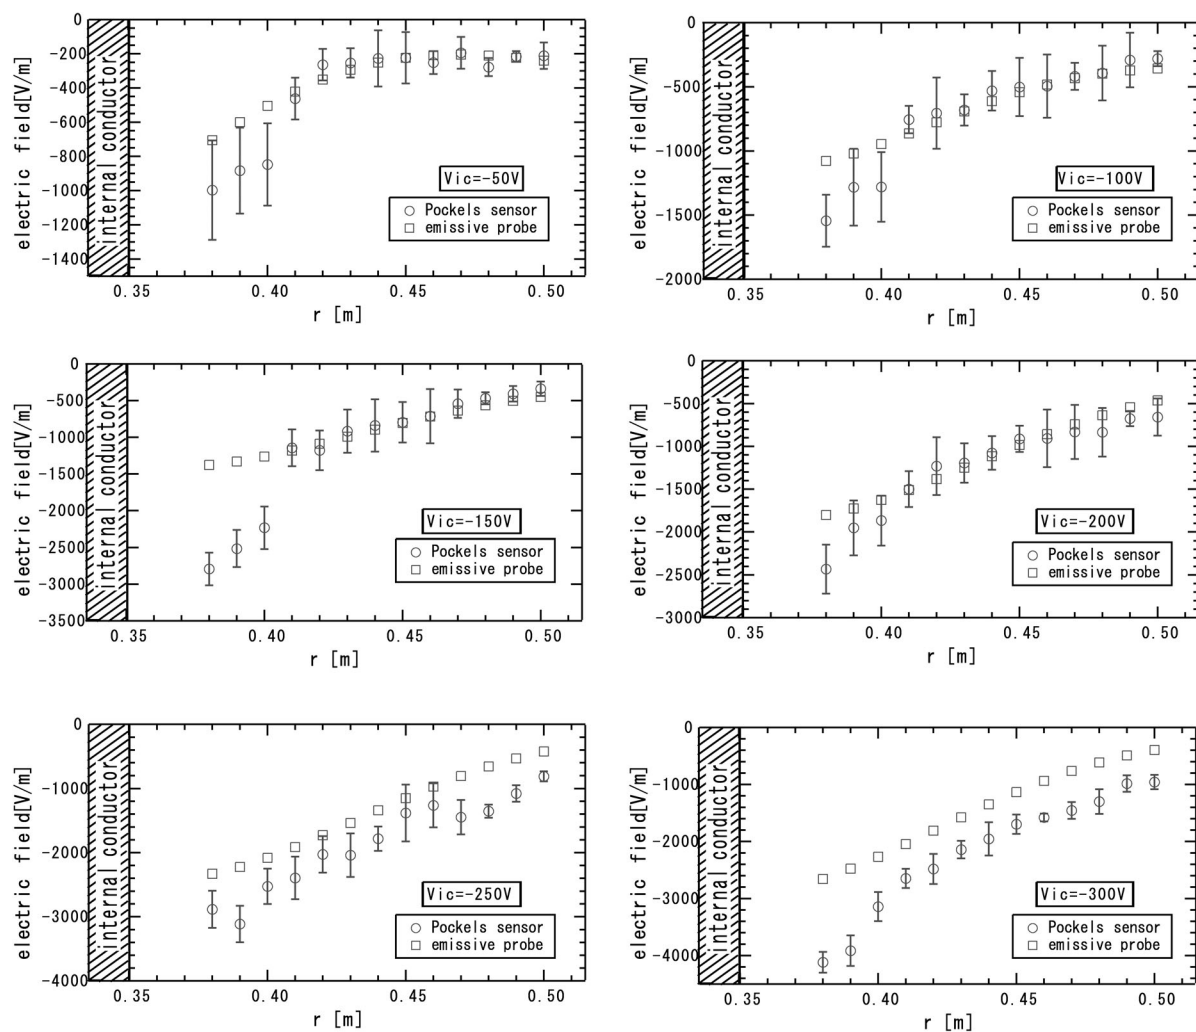 0
-200
-400
-600
-800
-1000
-1200
-1400
electric field[V/m]
internal conductor
Vic=-50V
Pockels sensor
emissive probe
0.35
0.40
0.45
0.50
r [m]
0
-500
-1000
-1500
-2000
electric field[V/m]
internal conductor
Vic=-100V
Pockels sensor
emissive probe
0.35
0.40
0.45
0.50
r [m]
0
-500
-1000
-1500
-2000
-2500
-3000
-3500
electric field[V/m]
internal conductor
Vic=-150V
Pockels sensor
emissive probe
0.35
0.40
0.45
0.50
r [m]
0
-500
-1000
-1500
-2000
-2500
-3000
electric field[V/m]
internal conductor
Vic=-200V
Pockels sensor
emissive probe
0.35
0.40
0.45
0.50
r [m]
0
-1000
-2000
-3000
-4000
electric field[V/m]
internal conductor
Vic=-250V
Pockels sensor
emissive probe
0.35
0.40
0.45
0.50
r [m]
0
-1000
-2000
-3000
-4000
electric field[V/m]
internal conductor
Vic=-300V
Pockels sensor
emissive probe
0.35
0.40
0.45
0.50
r [m]